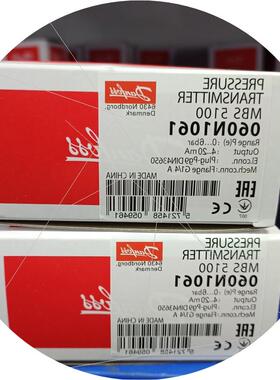 PRESSURE
TRANSMITTER
MBS 5100
060N1061
Range P(e) :0...6bar
Output :4...20mA
El.conn. :Plug-Pg9 DIN43650
Mech.conn. :Flange G1/4 A
Danfoss
6430 Nordborg,
Denmark
MADE IN CHINA
EAC
PRESSURE
TRANSMITTER
MBS 5100
060N1061
Range P(e) :0...6bar
Output :4...20mA
El.conn. :Plug-Pg9 DIN43650
Mech.conn. :Flange G1/4 A
Danfoss
6430 Nordborg,
Denmark
MADE IN CHINA
EAC